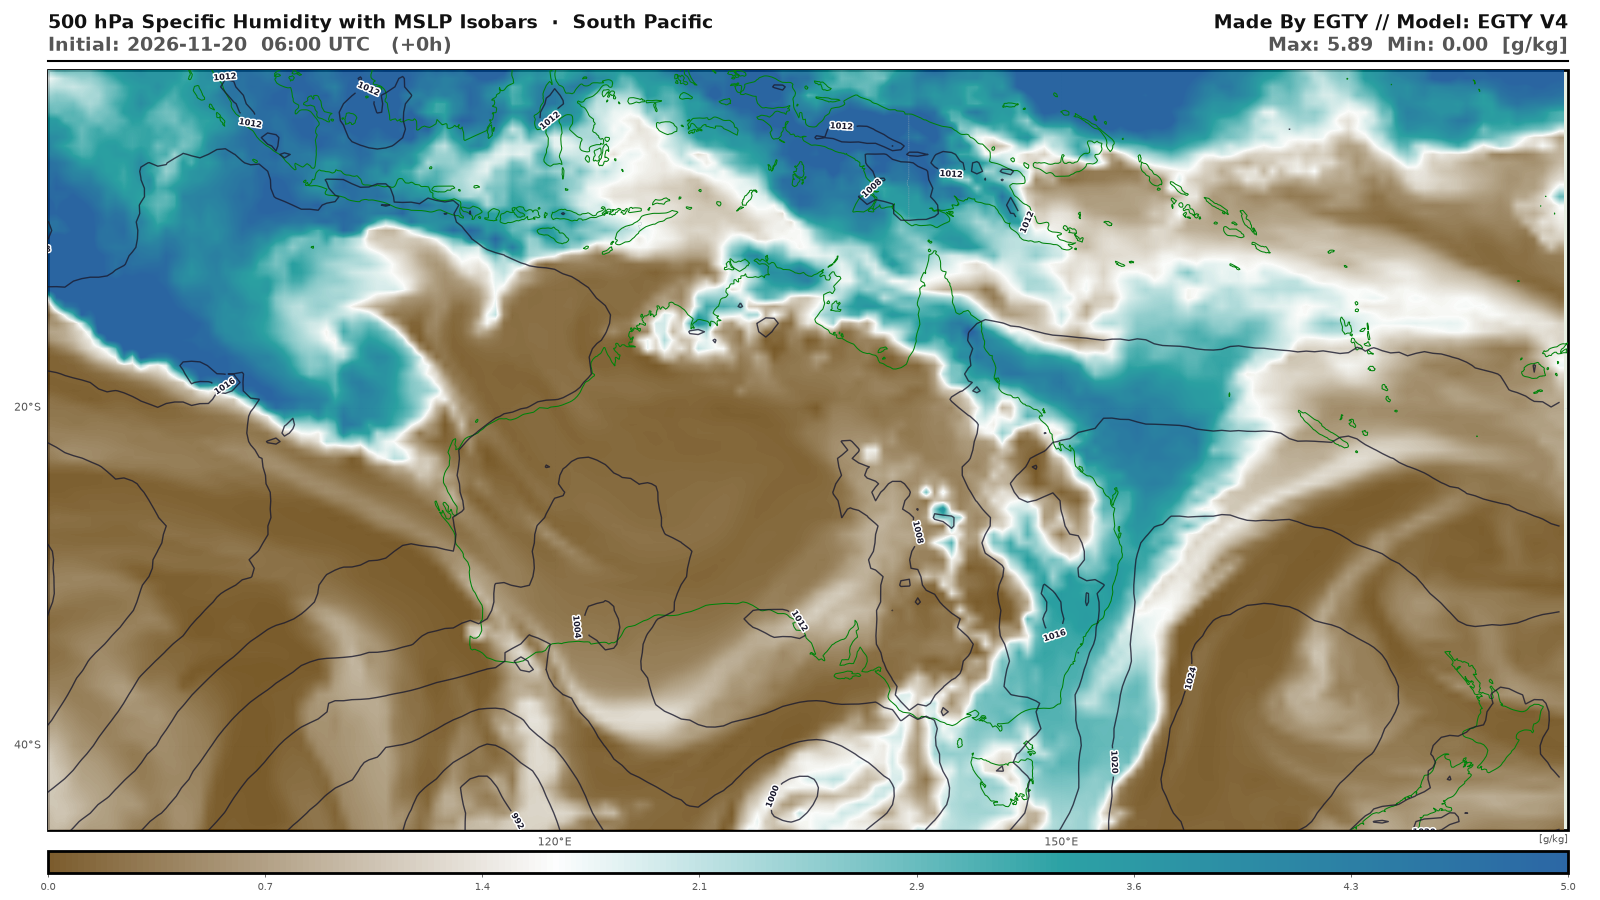 500 hPa Specific Humidity with MSLP Isobars · South Pacific
Made By EGTY // Model: EGTY V4
Initial: 2026-11-20 06:00 UTC (+0h)
Max: 5.89 Min: 0.00 [g/kg]
1012
1012
1012
1012
1012
1012
1008
1012
1016
20°S
1008
1004
1012
1016
1024
40°S
1020
1000
992
120°E
150°E
[g/kg]
0.0
0.7
1.4
2.1
2.9
3.6
4.3
5.0